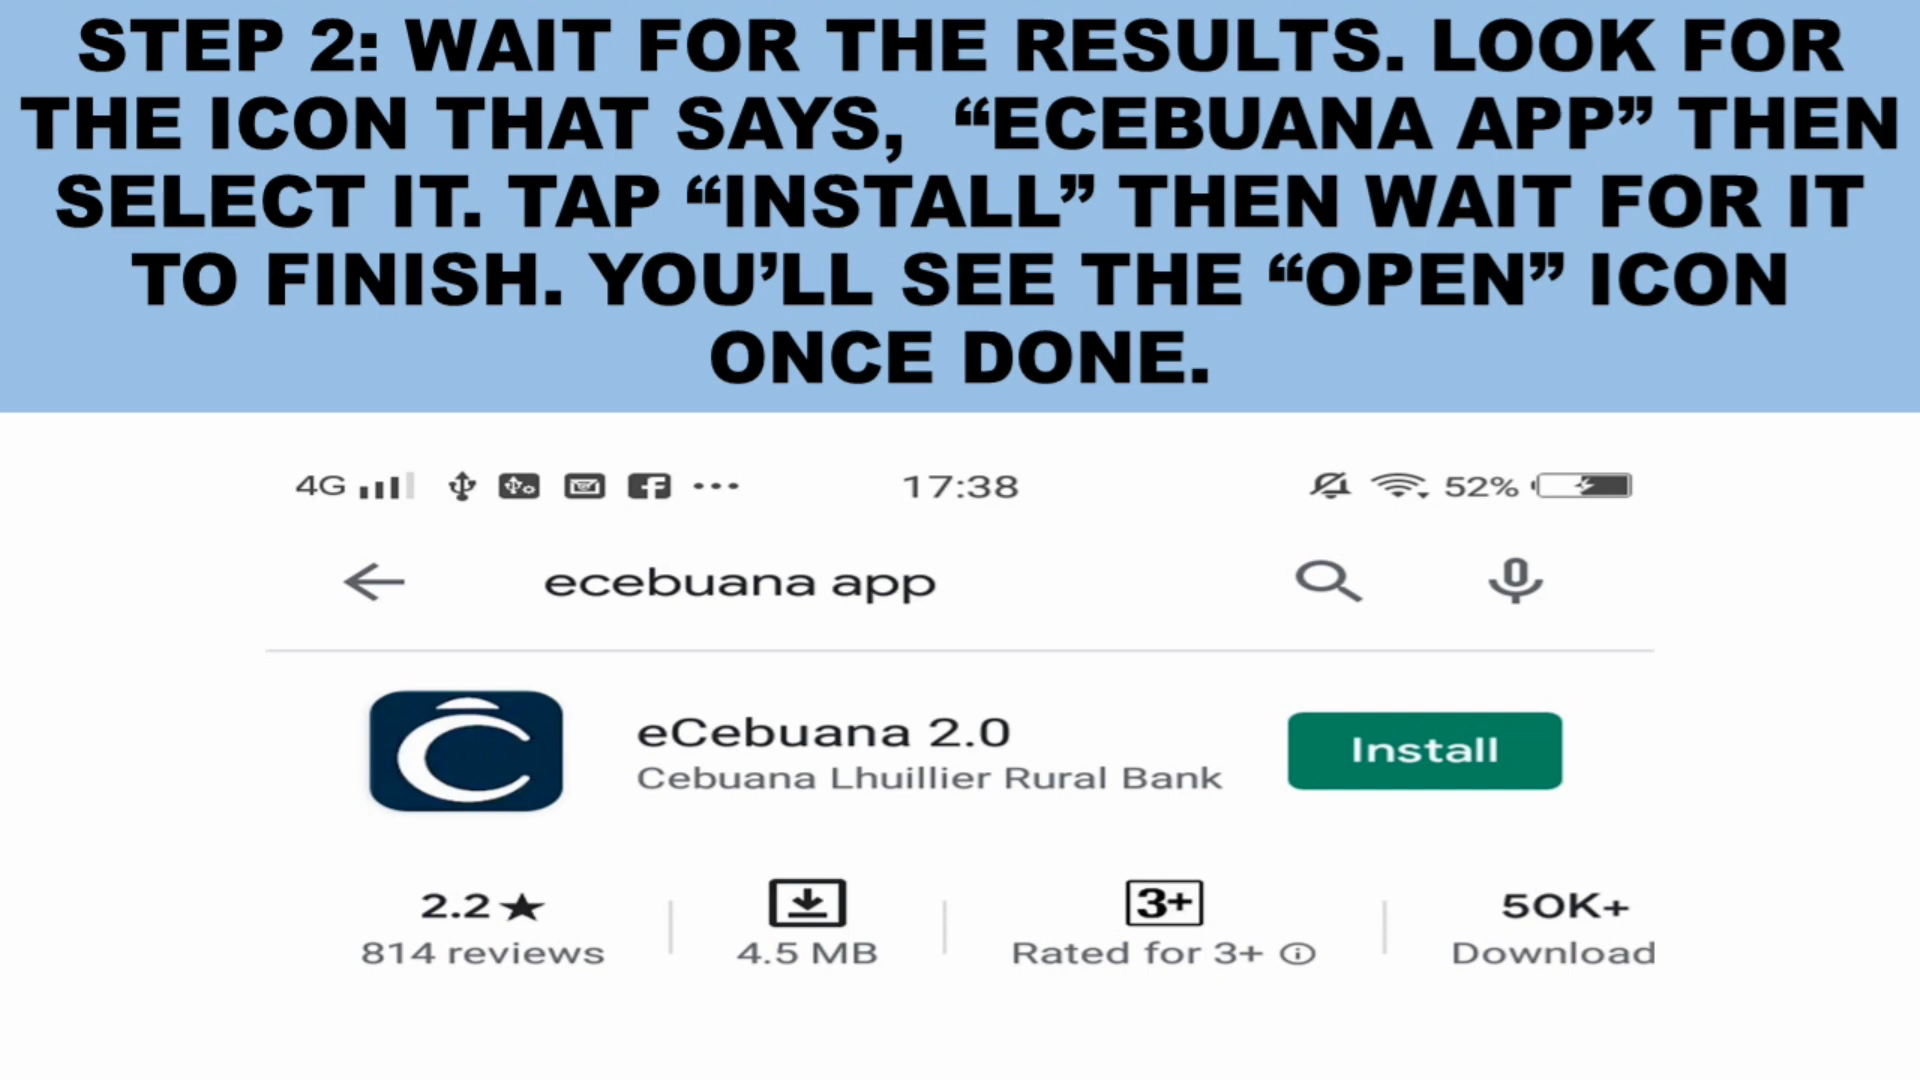 STEP 2: WAIT FOR THE RESULTS. LOOK FOR
THE ICON THAT SAYS,  “ECEBUANA APP” THEN
SELECT IT. TAP “INSTALL” THEN WAIT FOR IT
TO FINISH. YOU’LL SEE THE “OPEN” ICON
ONCE DONE.
4G 17:38 52%
ecebuana app
eCebuana 2.0
Cebuana Lhuillier Rural Bank
Install
2.2★
814 reviews
4.5 MB
3+
Rated for 3+
50K+
Download